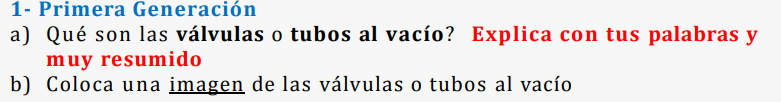 1- Primera Generación
a) Qué son las válvulas o tubos al vacío? Explica con tus palabras y
muy resumido
b) Coloca una imagen de las válvulas o tubos al vacío